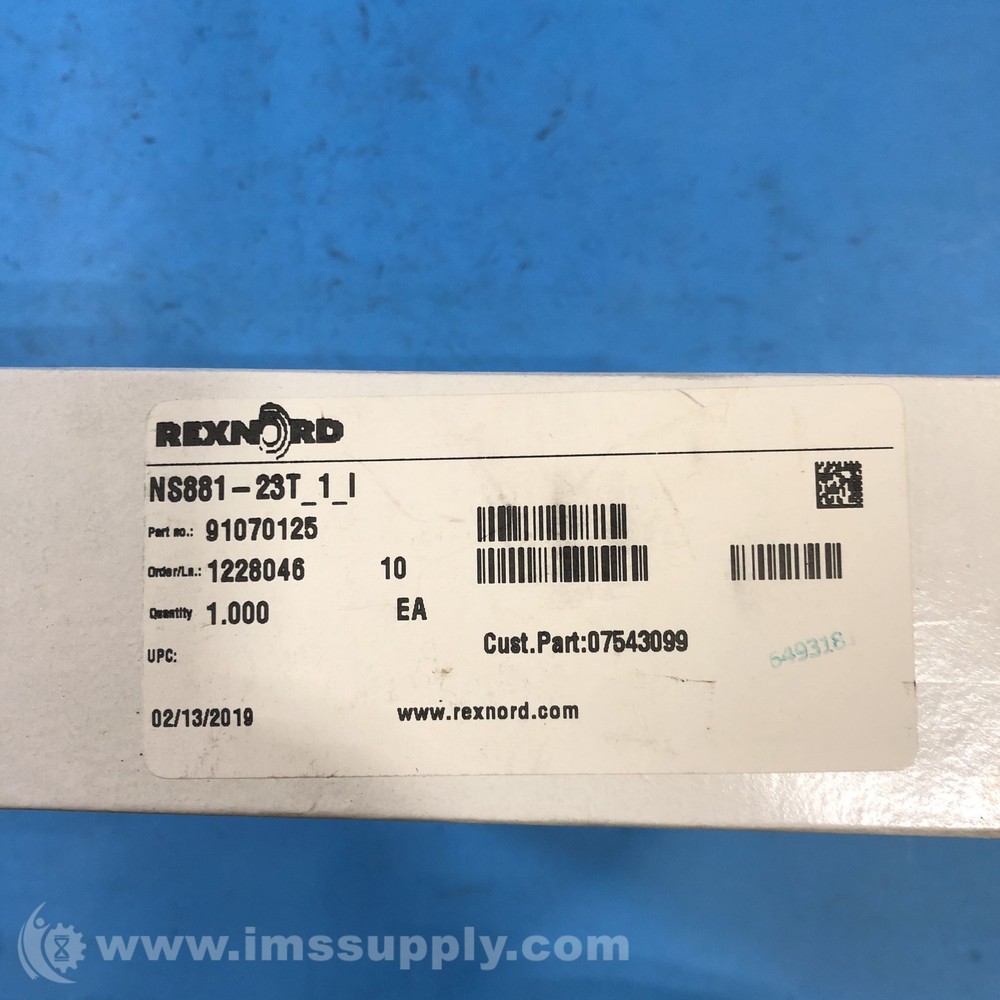 REXNORD
NS881-23T_1_I
Part no.: 91070125
Order/Ln.: 1228046 10
Quantity 1.000 EA
Cust.Part:07543099
649318
UPC:
02/13/2019 www.rexnord.com
www.imssupply.com